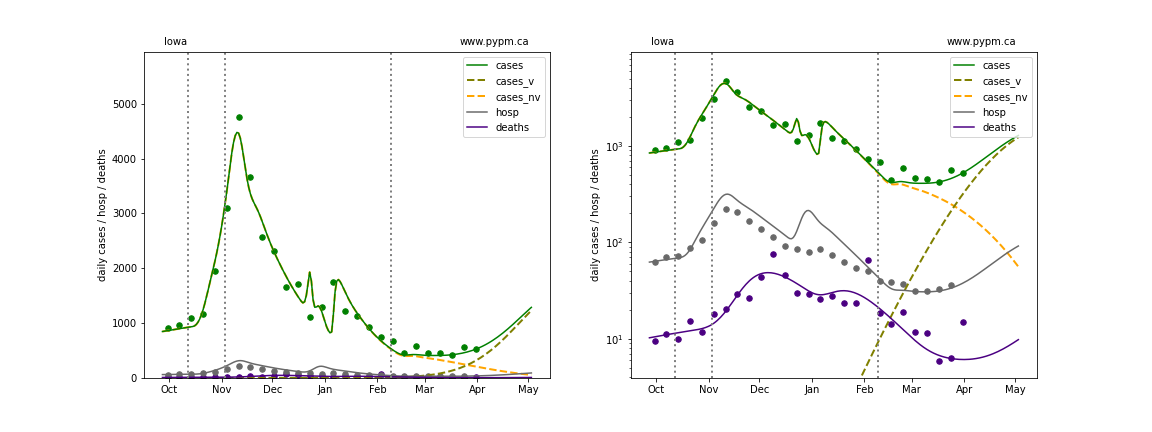 Iowa
www.pypm.ca
daily cases / hosp / deaths
5000
4000
3000
2000
1000
0
Oct
Nov
Dec
Jan
Feb
Mar
Apr
May
cases
cases_v
cases_nv
hosp
deaths
Iowa
www.pypm.ca
daily cases / hosp / deaths
10³
10²
10¹
Oct
Nov
Dec
Jan
Feb
Mar
Apr
May
cases
cases_v
cases_nv
hosp
deaths